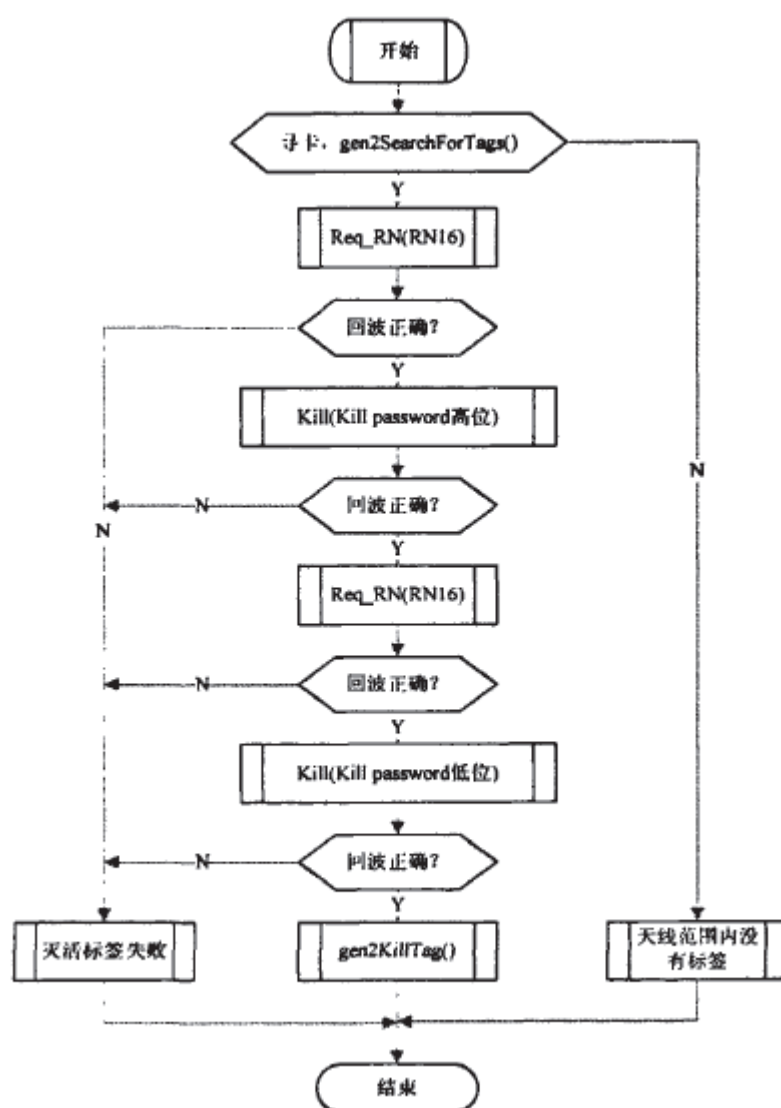 开始
寻卡，gen2SearchForTags()
Y
Req_RN(RN16)
回波正确？
Y
Kill(Kill password高位)
N
N
回波正确？
N
Y
Req_RN(RN16)
N
回波正确？
Y
Kill(Kill password低位)
N
回波正确？
Y
灭活标签失败
gen2KillTag()
天线范围内没
有标签
结束